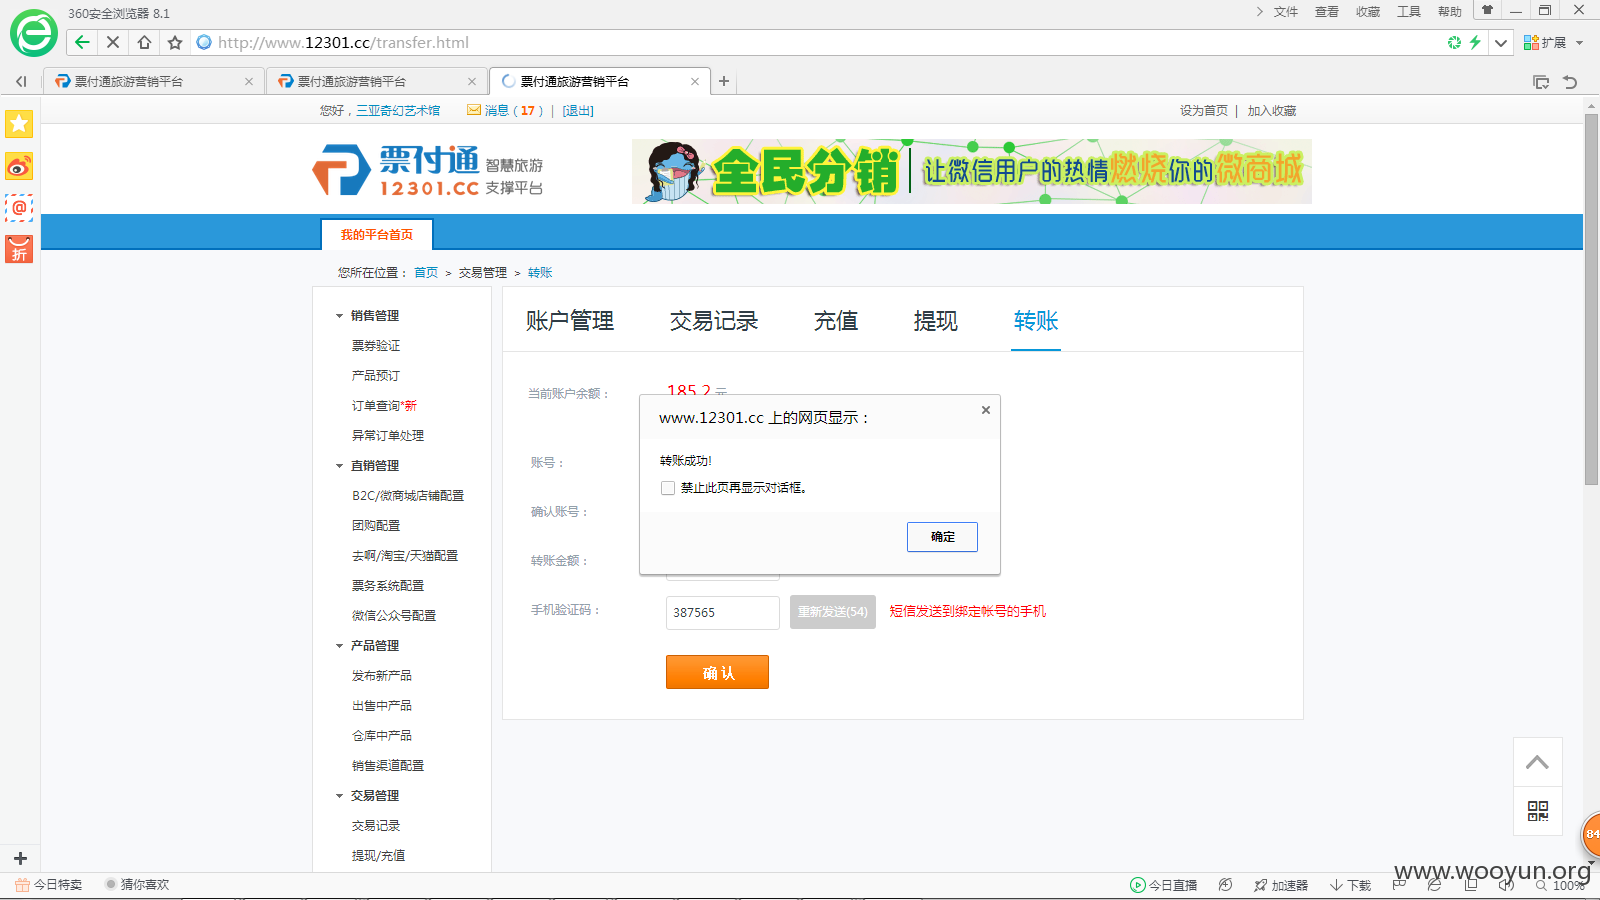 360安全浏览器 8.1
文件 查看 收藏 工具 帮助
http://www.12301.cc/transfer.html
扩展
票付通旅游营销平台
票付通旅游营销平台
票付通旅游营销平台
您好，三亚奇幻艺术馆 消息 ( 17 ) | [退出]
设为首页 | 加入收藏
@
折
票付通
12301.CC
智慧旅游
支撑平台
全民分销
让微信用户的热情燃烧你的微商城
我的平台首页
您所在位置： 首页 > 交易管理 > 转账
销售管理
票券验证
产品预订
订单查询*新
异常订单处理
直销管理
B2C/微商城店铺配置
团购配置
去啊/淘宝/天猫配置
票务系统配置
微信公众号配置
产品管理
发布新产品
出售中产品
仓库中产品
销售渠道配置
交易管理
交易记录
提现/充值
账户管理 交易记录 充值 提现 转账
当前账户余额： 185.2 元
账号：
确认账号：
转账金额：
手机验证码： 387565 重新发送(54) 短信发送到绑定帐号的手机
确 认
www.12301.cc 上的网页显示：
转账成功!
禁止此页再显示对话框。
确定
84
www.wooyun.org
今日特卖 猜你喜欢
今日直播 加速器 下载 100%